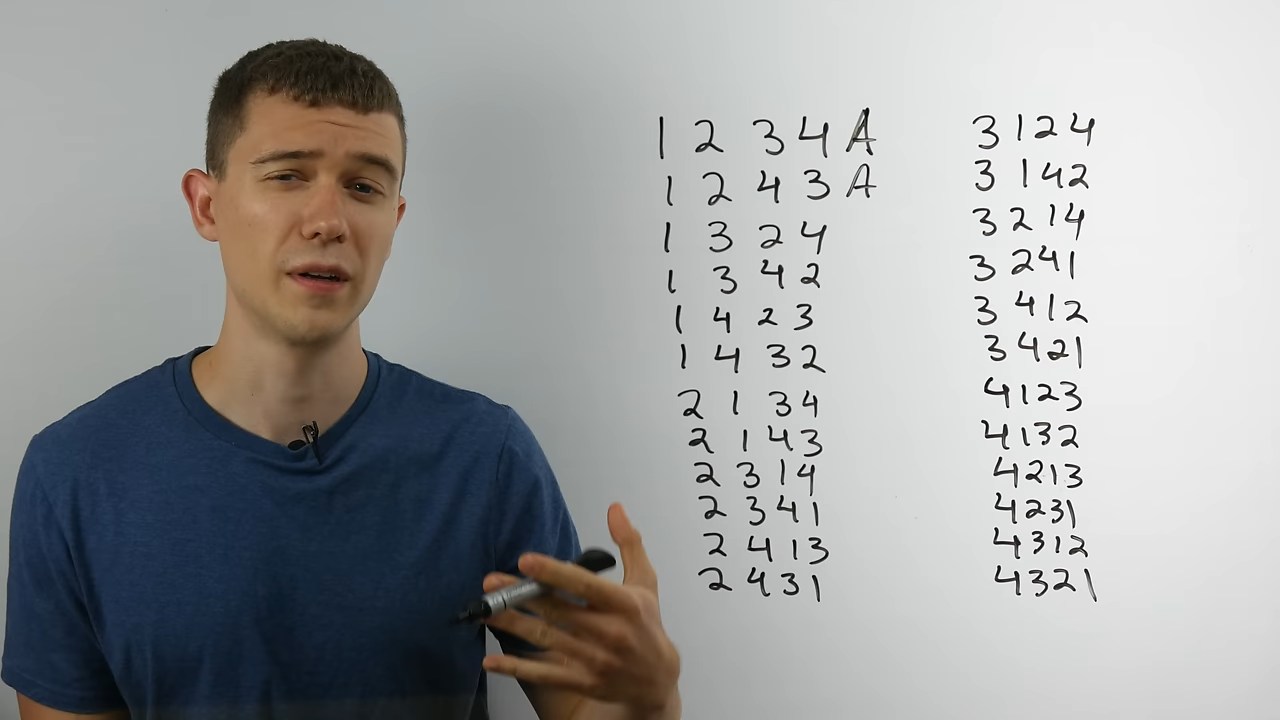 1 2 3 4 A
1 2 4 3 A
1 3 2 4
1 3 4 2
1 4 2 3
1 4 3 2
2 1 3 4
2 1 4 3
2 3 1 4
2 3 4 1
2 4 1 3
2 4 3 1
3 1 2 4
3 1 4 2
3 2 1 4
3 2 4 1
3 4 1 2
3 4 2 1
4 1 2 3
4 1 3 2
4 2 1 3
4 2 3 1
4 3 1 2
4 3 2 1